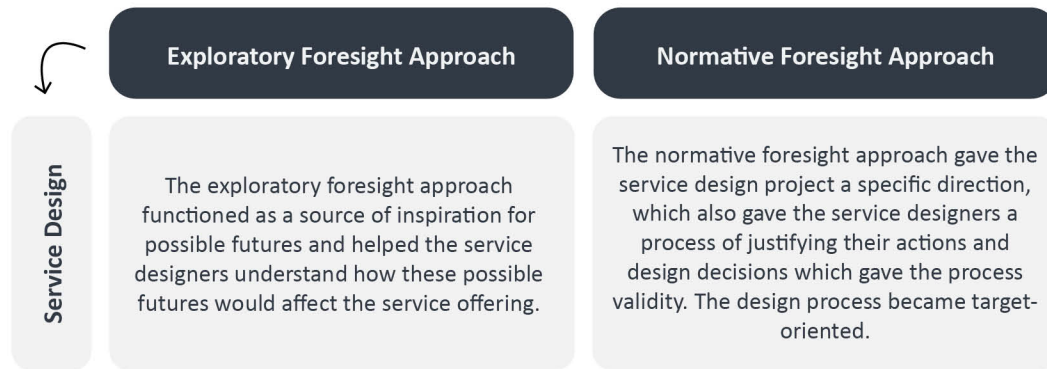 Exploratory Foresight Approach
Normative Foresight Approach
Service Design
The exploratory foresight approach
functioned as a source of inspiration for
possible futures and helped the service
designers understand how these possible
futures would affect the service offering.
The normative foresight approach gave the
service design project a specific direction,
which also gave the service designers a
process of justifying their actions and
design decisions which gave the process
validity. The design process became target-
oriented.